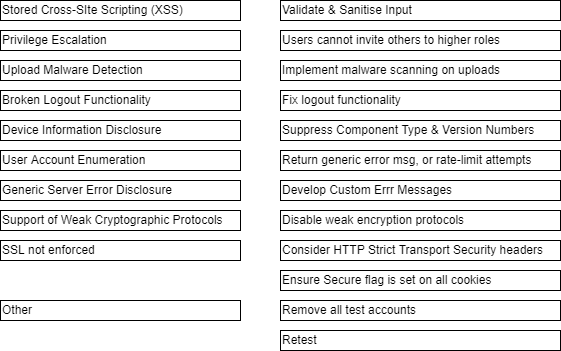 Stored Cross-SIte Scripting (XSS)
Validate & Sanitise Input
Privilege Escalation
Users cannot invite others to higher roles
Upload Malware Detection
Implement malware scanning on uploads
Broken Logout Functionality
Fix logout functionality
Device Information Disclosure
Suppress Component Type & Version Numbers
User Account Enumeration
Return generic error msg, or rate-limit attempts
Generic Server Error Disclosure
Develop Custom Errr Messages
Support of Weak Cryptographic Protocols
Disable weak encryption protocols
SSL not enforced
Consider HTTP Strict Transport Security headers
Ensure Secure flag is set on all cookies
Other
Remove all test accounts
Retest